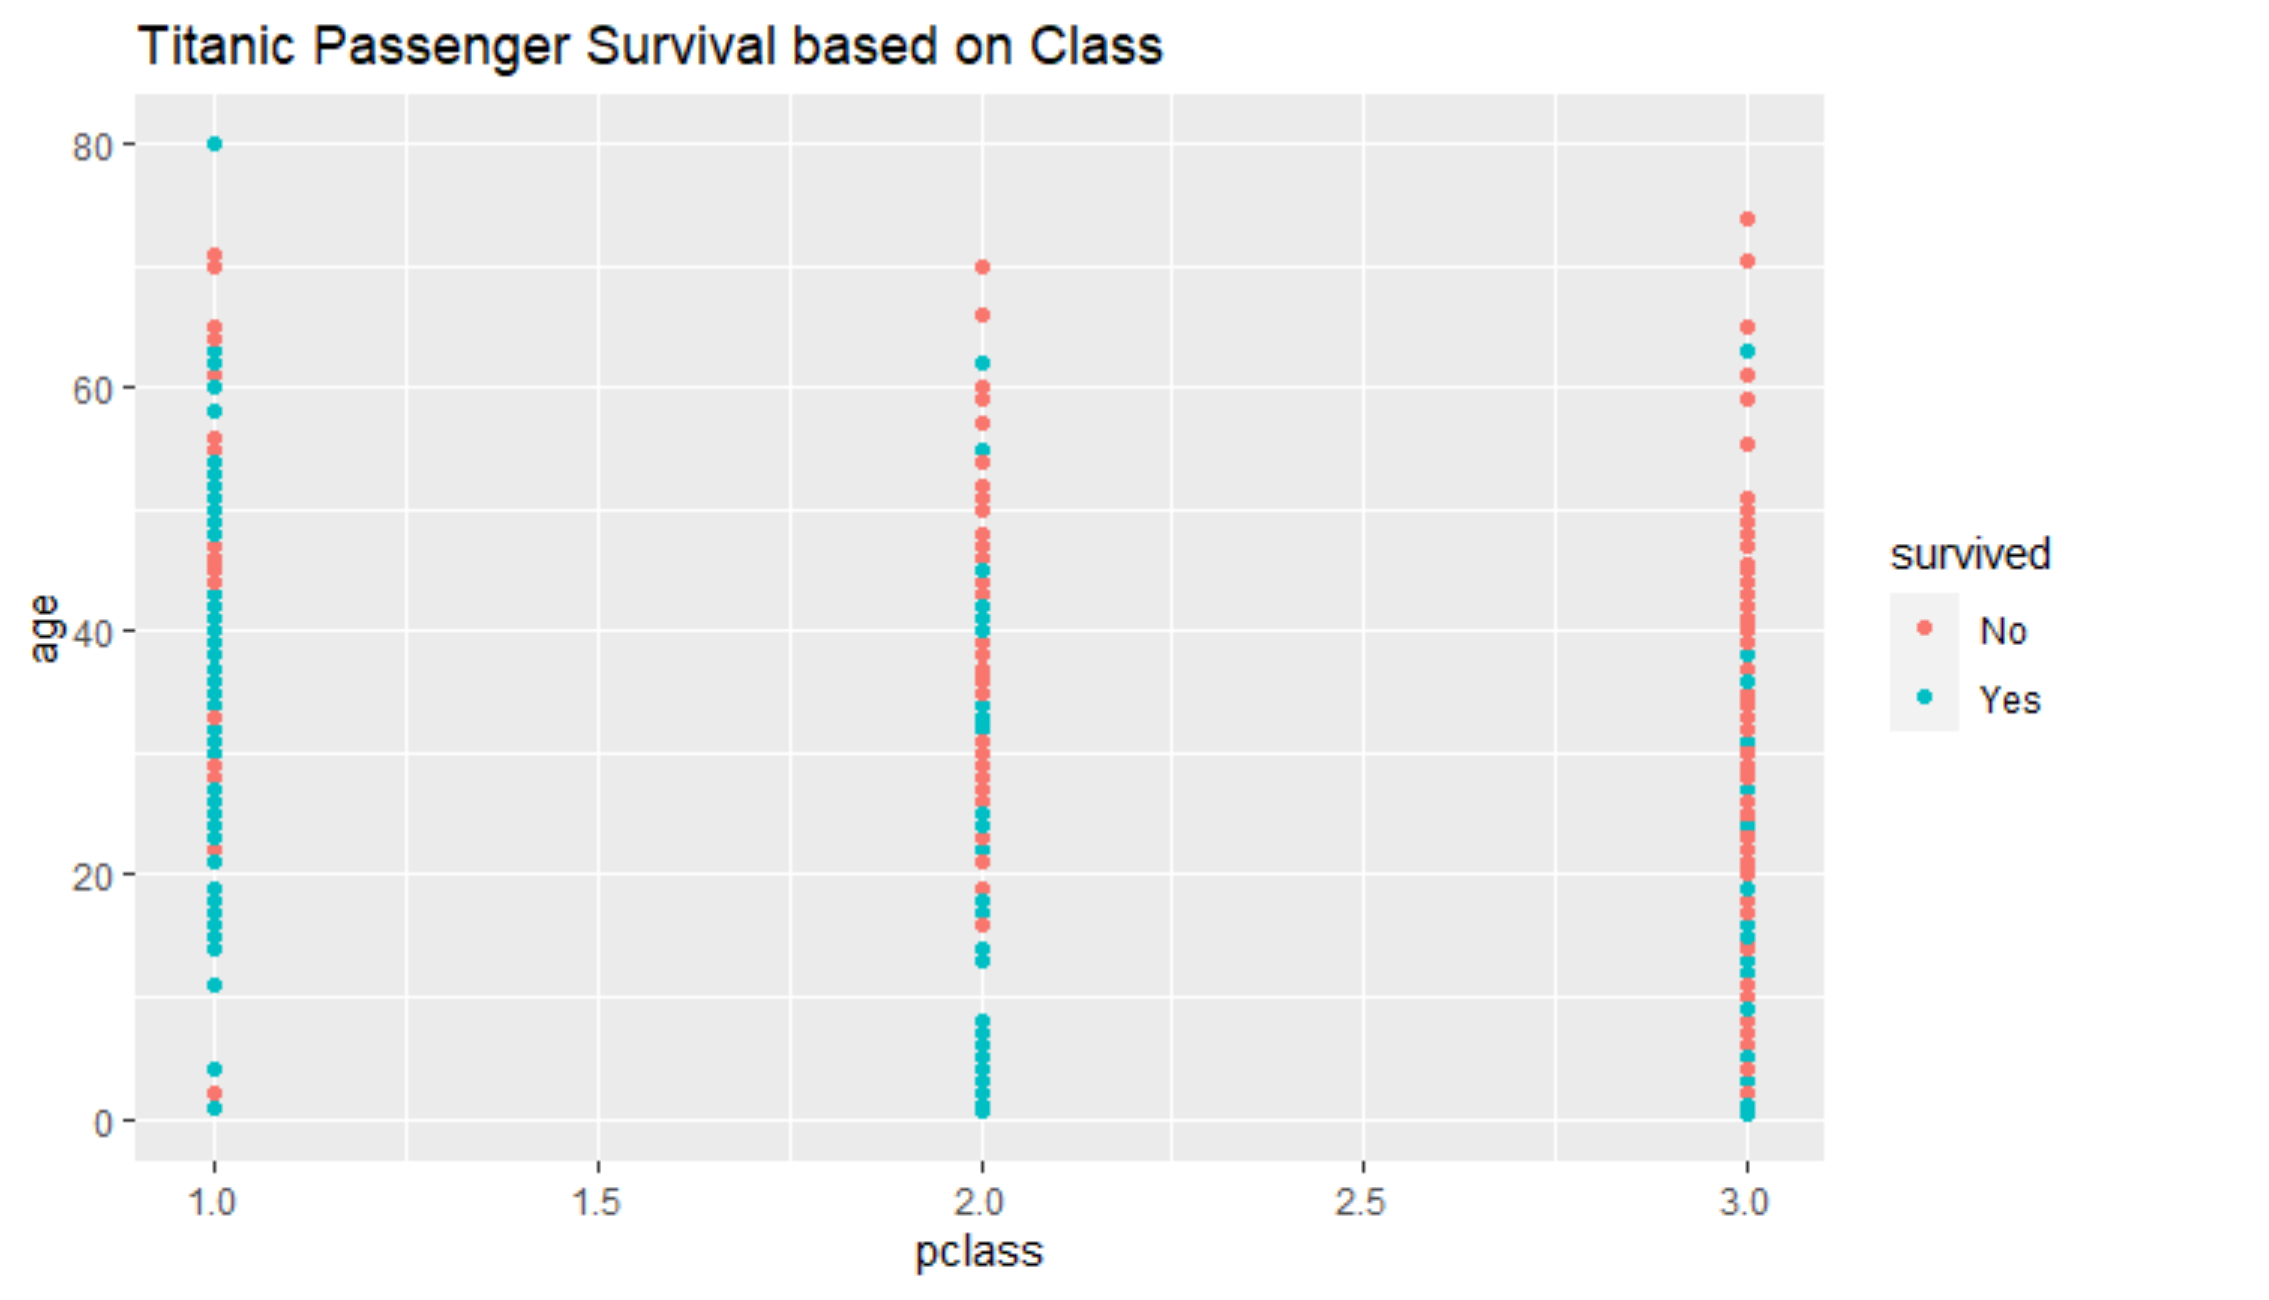 Titanic Passenger Survival based on Class
80
60
40
20
0
age
1.0 1.5 2.0 2.5 3.0
pclass
survived
No
Yes